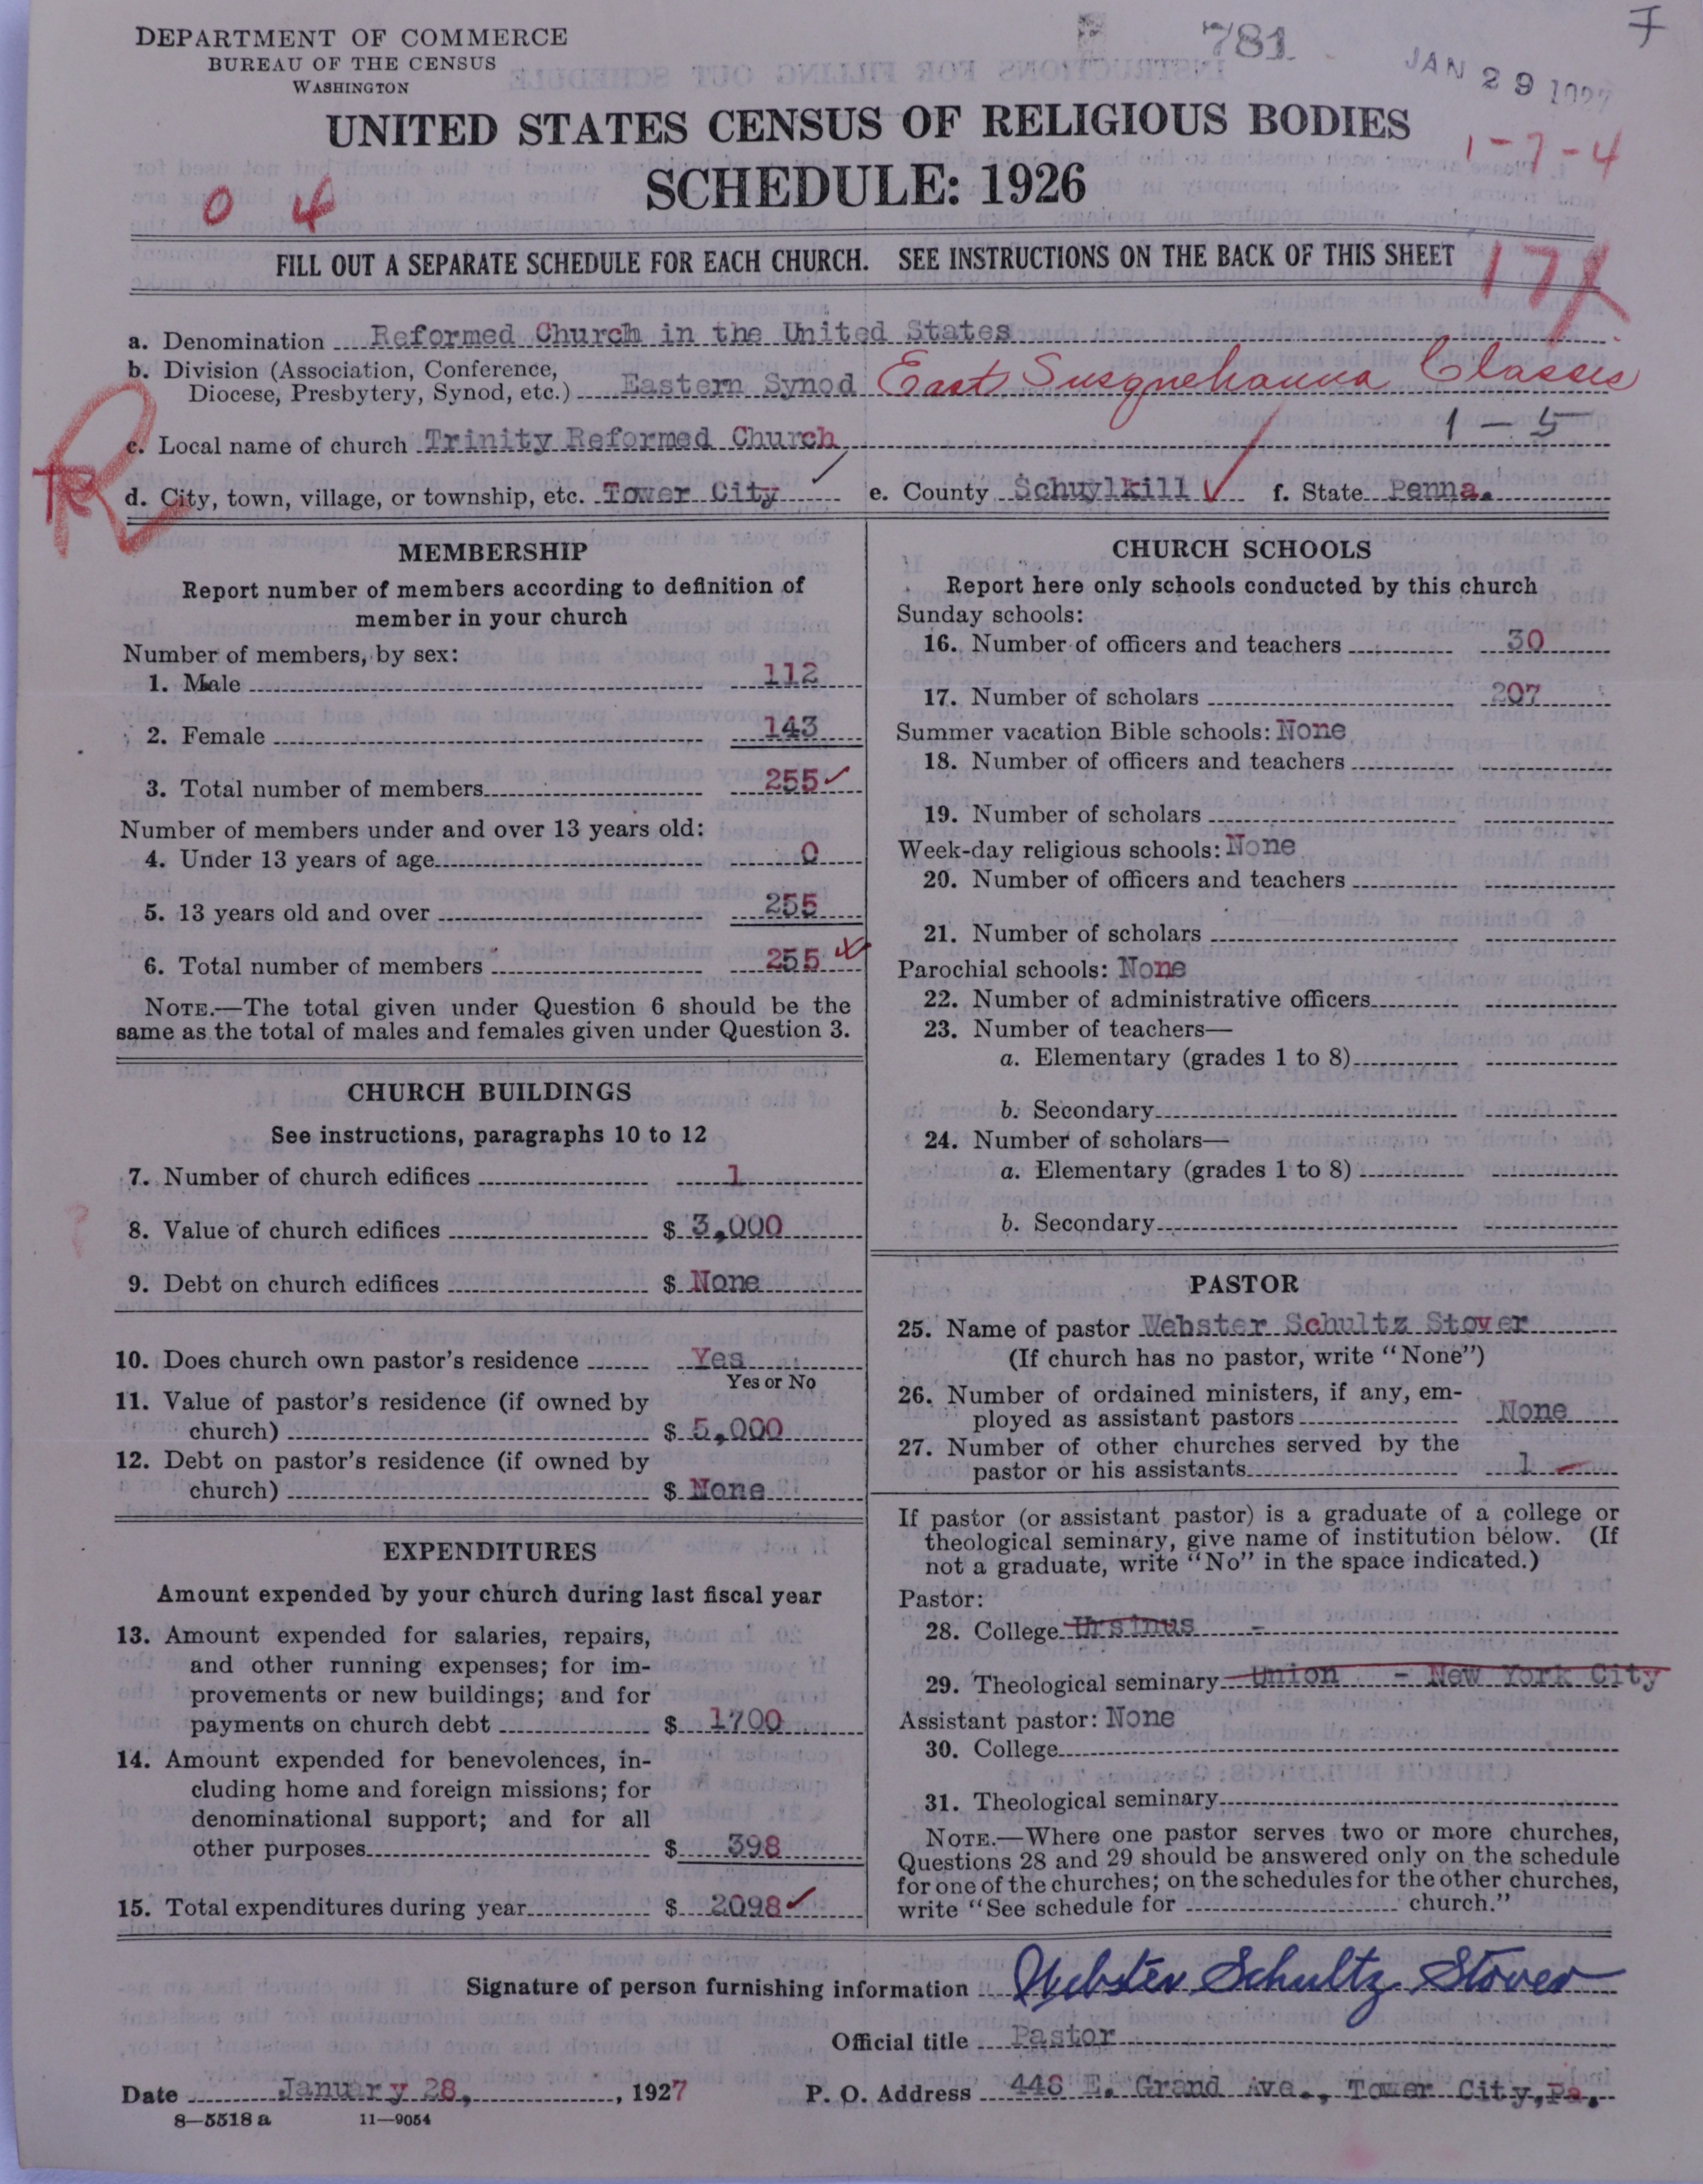 DEPARTMENT OF COMMERCE
BUREAU OF THE CENSUS
WASHINGTON
781
JAN 29 1927
UNITED STATES CENSUS OF RELIGIOUS BODIES
1-7-4
SCHEDULE: 1926
0 4
FILL OUT A SEPARATE SCHEDULE FOR EACH CHURCH. SEE INSTRUCTIONS ON THE BACK OF THIS SHEET
a. Denomination Reformed Church in the United States
b. Division (Association, Conference,
Diocese, Presbytery, Synod, etc.) Eastern Synod East Susquehanna Classis
c. Local name of church Trinity Reformed Church 1-5
d. City, town, village, or township, etc. Tower City e. County Schuylkill f. State Penna.
MEMBERSHIP
Report number of members according to definition of
member in your church
Number of members, by sex:
1. Male 112
2. Female 143
3. Total number of members 255
Number of members under and over 13 years old:
4. Under 13 years of age 0
5. 13 years old and over 255
6. Total number of members 255
NOTE.—The total given under Question 6 should be the
same as the total of males and females given under Question 3.
CHURCH BUILDINGS
See instructions, paragraphs 10 to 12
7. Number of church edifices 1
8. Value of church edifices $ 3,000
9. Debt on church edifices $ None
10. Does church own pastor's residence Yes
Yes or No
11. Value of pastor's residence (if owned by
church) $ 5,000
12. Debt on pastor's residence (if owned by
church) $ None
EXPENDITURES
Amount expended by your church during last fiscal year
13. Amount expended for salaries, repairs,
and other running expenses; for im-
provements or new buildings; and for
payments on church debt $ 1700
14. Amount expended for benevolences, in-
cluding home and foreign missions; for
denominational support; and for all
other purposes $ 398
15. Total expenditures during year $ 2098
CHURCH SCHOOLS
Report here only schools conducted by this church
Sunday schools:
16. Number of officers and teachers 30
17. Number of scholars 207
Summer vacation Bible schools: None
18. Number of officers and teachers
19. Number of scholars
Week-day religious schools: None
20. Number of officers and teachers
21. Number of scholars
Parochial schools: None
22. Number of administrative officers
23. Number of teachers—
a. Elementary (grades 1 to 8)
b. Secondary
24. Number of scholars—
a. Elementary (grades 1 to 8)
b. Secondary
PASTOR
25. Name of pastor Webster Schultz Stover
(If church has no pastor, write "None")
26. Number of ordained ministers, if any, em-
ployed as assistant pastors None
27. Number of other churches served by the
pastor or his assistants 1
If pastor (or assistant pastor) is a graduate of a college or
theological seminary, give name of institution below. (If
not a graduate, write "No" in the space indicated.)
Pastor:
28. College Ursinus -
29. Theological seminary Union - New York City
Assistant pastor: None
30. College
31. Theological seminary
NOTE.—Where one pastor serves two or more churches,
Questions 28 and 29 should be answered only on the schedule
for one of the churches; on the schedules for the other churches,
write "See schedule for church."
Signature of person furnishing information Webster Schultz Stover
Official title Pastor
Date January 28, , 1927 P. O. Address 448 E. Grand Ave., Tower City, Pa.
8—5518 a 11—9054